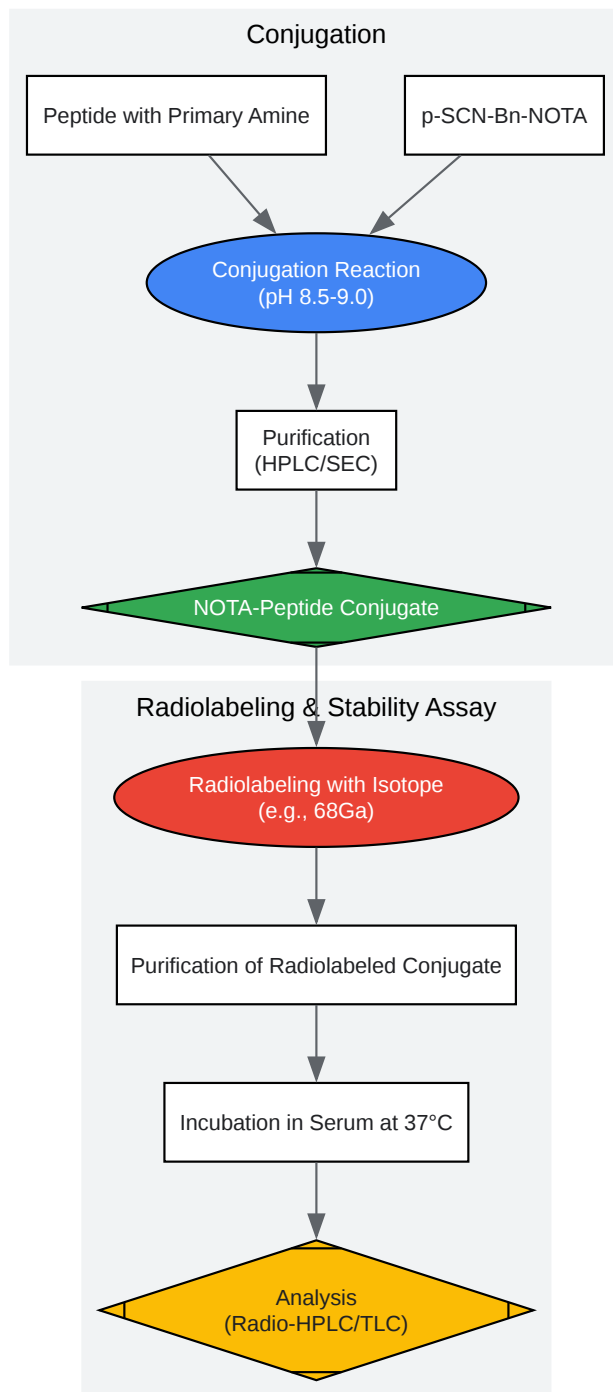 Conjugation
Peptide with Primary Amine
p-SCN-Bn-NOTA
Conjugation Reaction
(pH 8.5-9.0)
Purification
(HPLC/SEC)
NOTA-Peptide Conjugate
Radiolabeling & Stability Assay
Radiolabeling with Isotope
(e.g., 68Ga)
Purification of Radiolabeled Conjugate
Incubation in Serum at 37°C
Analysis
(Radio-HPLC/TLC)